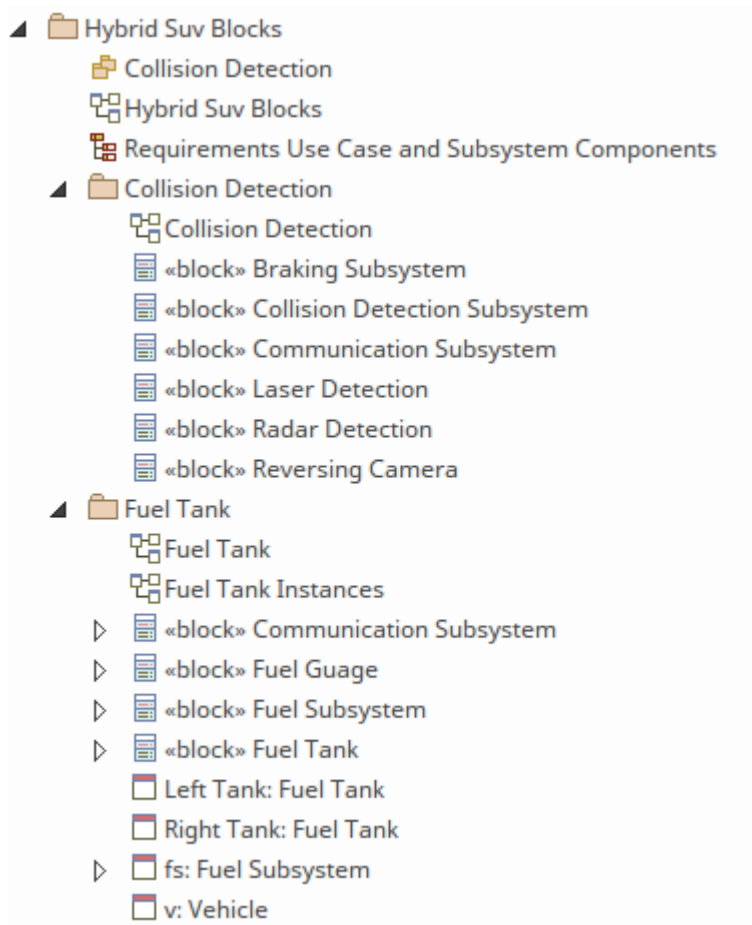 Hybrid Suv Blocks
Collision Detection
Hybrid Suv Blocks
Requirements Use Case and Subsystem Components
Collision Detection
Collision Detection
«block» Braking Subsystem
«block» Collision Detection Subsystem
«block» Communication Subsystem
«block» Laser Detection
«block» Radar Detection
«block» Reversing Camera
Fuel Tank
Fuel Tank
Fuel Tank Instances
«block» Communication Subsystem
«block» Fuel Guage
«block» Fuel Subsystem
«block» Fuel Tank
Left Tank: Fuel Tank
Right Tank: Fuel Tank
fs: Fuel Subsystem
v: Vehicle